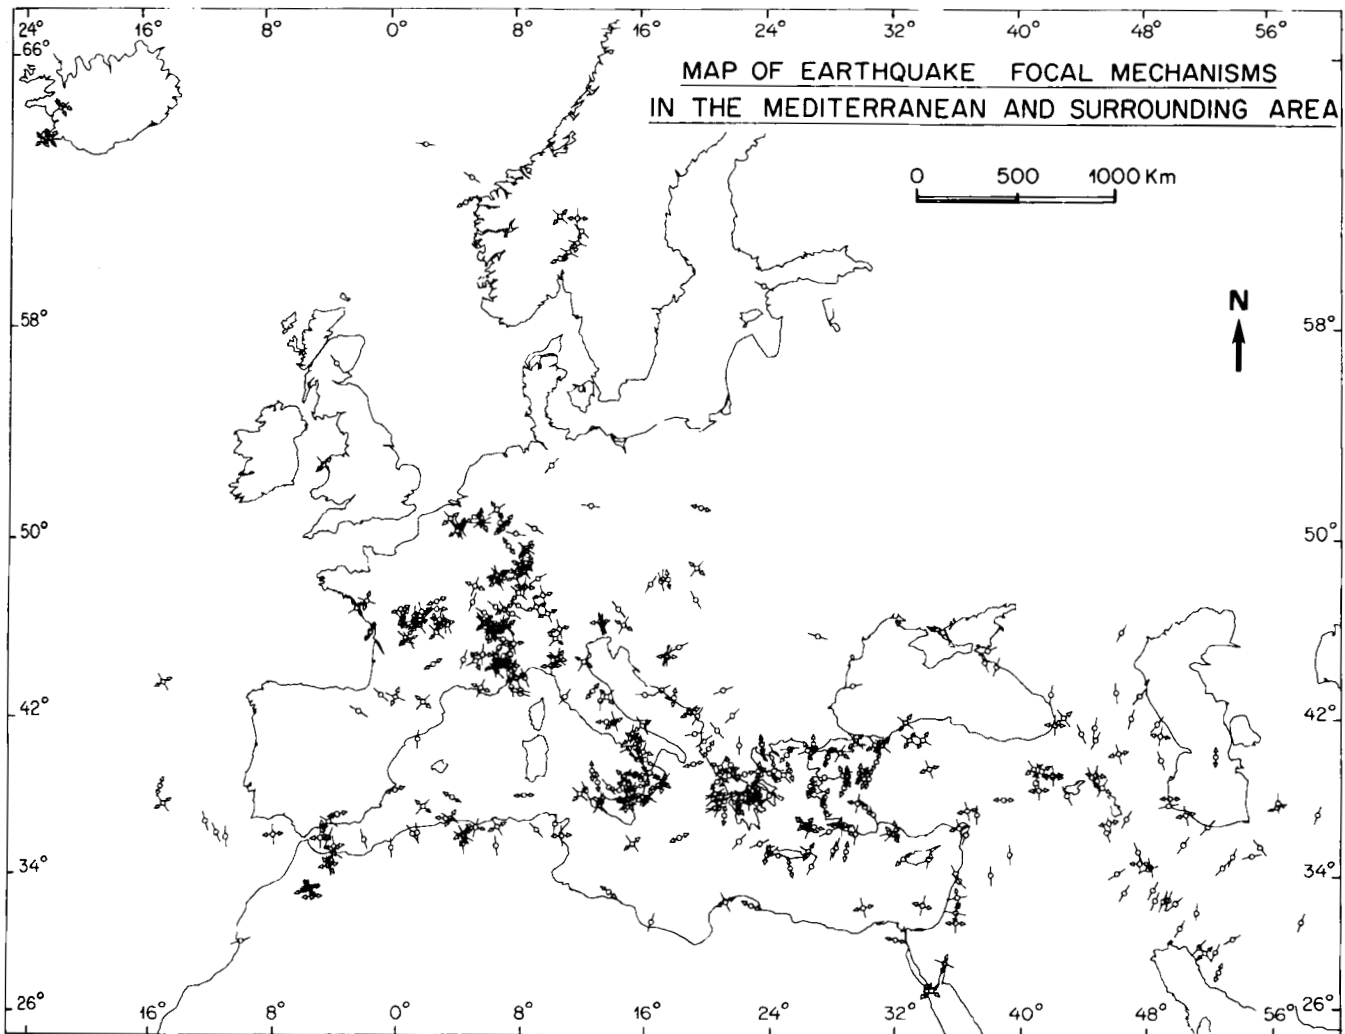 24° 16° 8° 0° 8° 16° 24° 32° 40° 48° 56°
66°
MAP OF EARTHQUAKE FOCAL MECHANISMS
IN THE MEDITERRANEAN AND SURROUNDING AREA
0 500 1000 Km
N
58° 58°
50° 50°
42° 42°
34° 34°
26° 16° 8° 0° 8° 16° 24° 32° 40° 48° 56° 26°